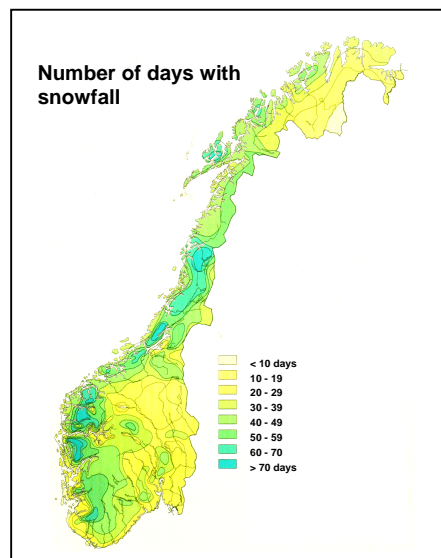 Number of days with
snowfall
< 10 days
10 - 19
20 - 29
30 - 39
40 - 49
50 - 59
60 - 70
> 70 days